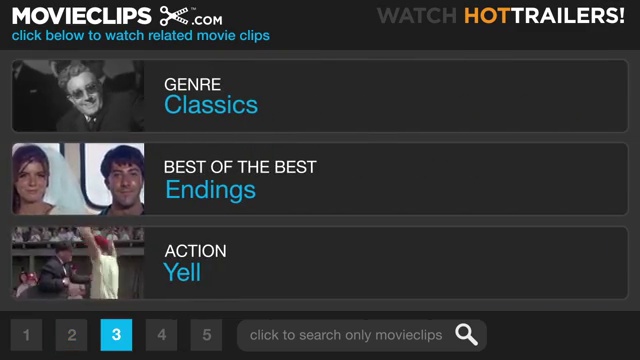 MOVIECLIPS .COM
WATCH HOTTRAILERS!
click below to watch related movie clips
GENRE
Classics
BEST OF THE BEST
Endings
ACTION
Yell
1 2 3 4 5
click to search only movieclips